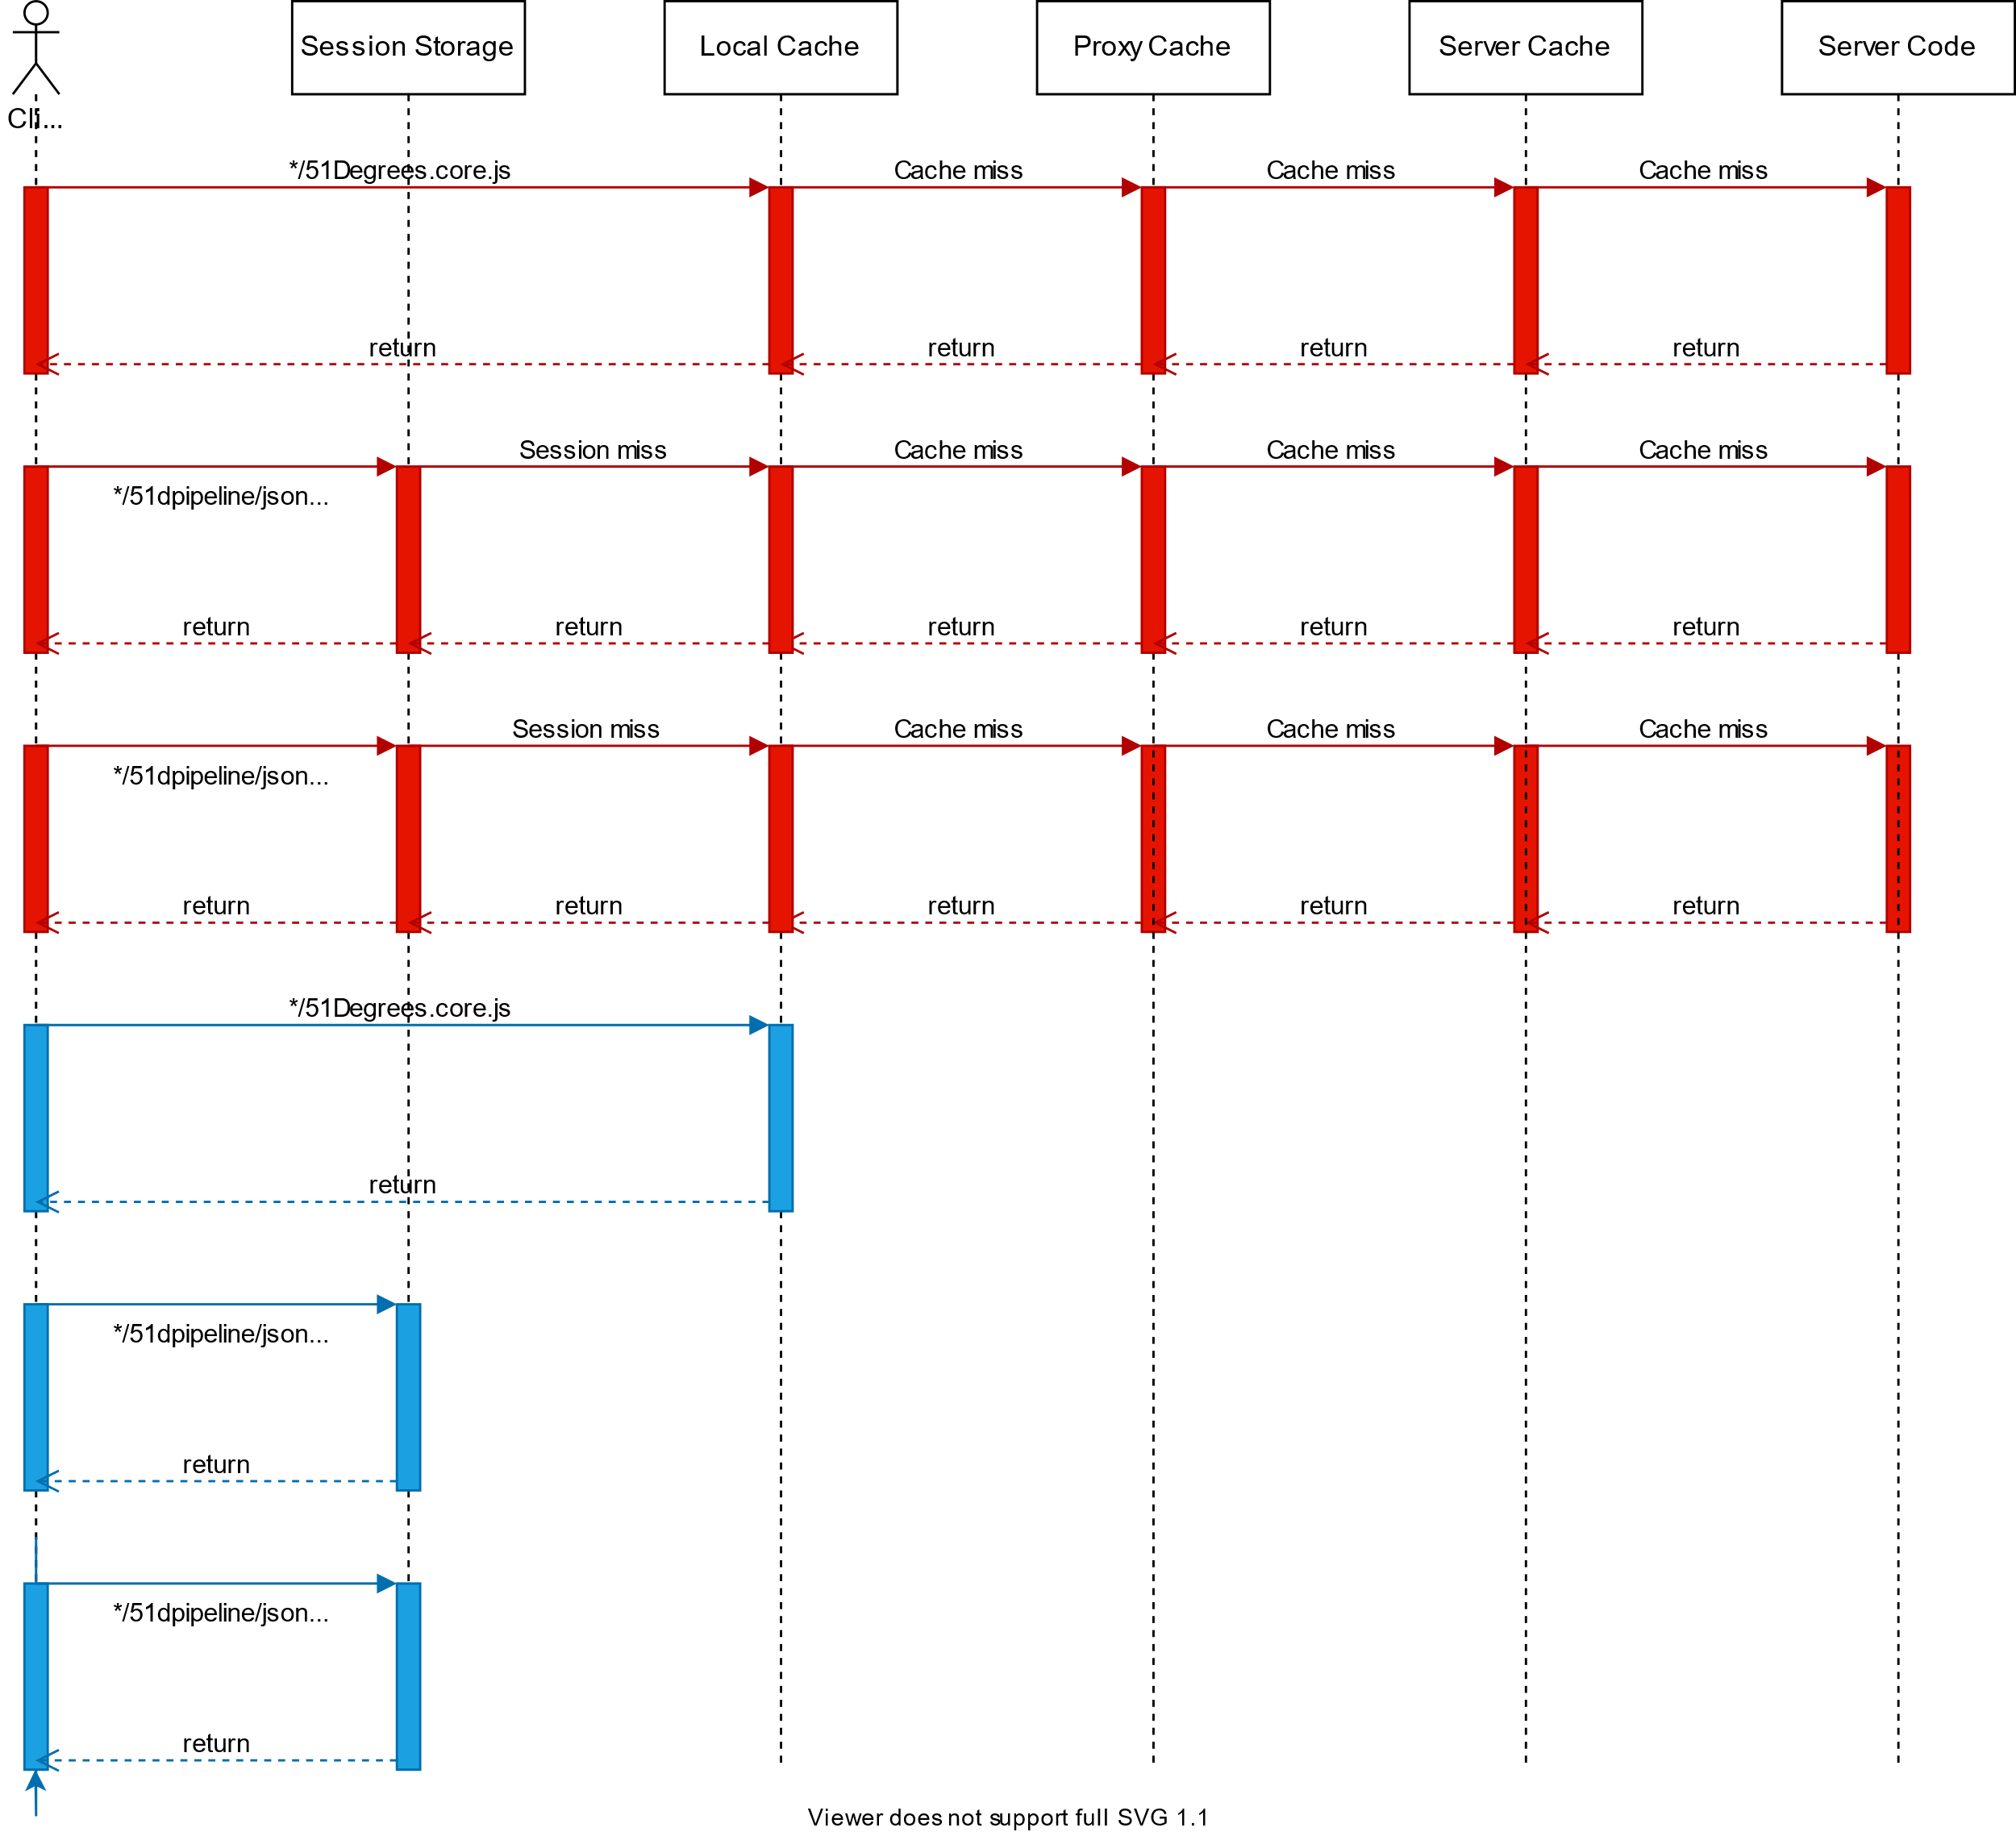 Session Storage
Local Cache
Proxy Cache
Server Cache
Server Code
Cli...
*/51Degrees.core.js
Cache miss
Cache miss
Cache miss
return
return
return
return
Session miss
Cache miss
Cache miss
Cache miss
*/51dpipeline/json...
return
return
return
return
return
Session miss
Cache miss
Cache miss
Cache miss
*/51dpipeline/json...
return
return
return
return
return
*/51Degrees.core.js
return
*/51dpipeline/json...
return
*/51dpipeline/json...
return
Viewer does not support full SVG 1.1